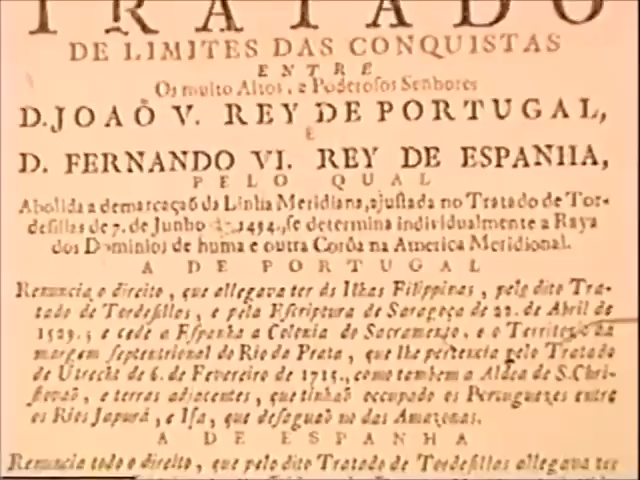 TRATADO
DE LIMITES DAS CONQUISTAS
ENTRE
Os muito Altos, e Poderosos Senhores
D. JOAÕ V. REY DE PORTUGAL,
E
D. FERNANDO VI. REY DE ESPANHA,
PELO QUAL
Abolida a demarcaçaõ da Linha Meridiana, ajustada no Tratado de Tor-
desillas de 7. de Junho de 1494., se determina individualmente a Raya
dos Dominios de huma e outra Corôa na America Meridional.
A DE PORTUGAL
Renuncia o direito, que allegava ter ás Ilhas Filippinas, pelo dito Tra-
tado de Tordesillas, e pela Escriptura de Saragoça de 22. de Abril de
1529.; e cede a Espanha a Colonia do Sacramento, e o Territorio na
margem septentrional do Rio da Prata, que lhe pertencia pelo Tratado
de Utrecht de 6. de Fevereiro de 1715., como tambem a Aldea de S. Chri-
stovaõ, e terras adjacentes, que tinhaõ occupado os Portuguezes entre
os Rios Japurá, e Isa, que desaguaõ no das Amazonas.
A DE ESPANHA
Renuncia todo o direito, que pelo dito Tratado de Tordesillas allegava ter